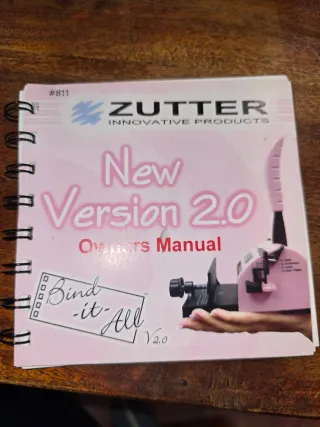 #811
ZUTTER
INNOVATIVE PRODUCTS
New
Version 2.0
Owners Manual
Bind
-it-
All
V2.0